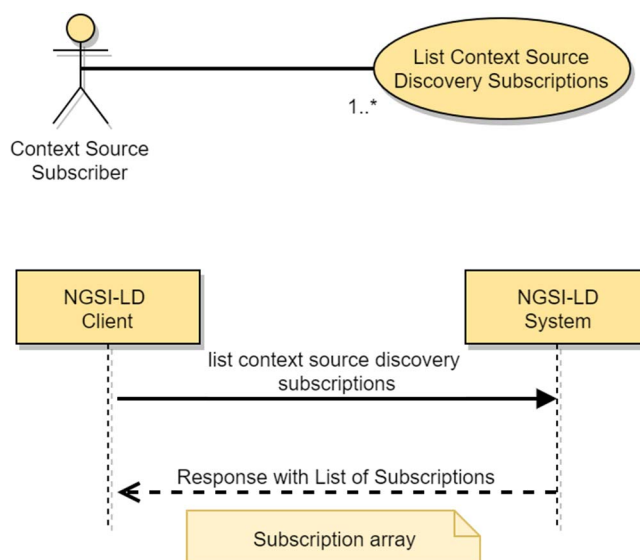 List Context Source
Discovery Subscriptions
1..*
Context Source
Subscriber
NGSI-LD
Client
NGSI-LD
System
list context source discovery
subscriptions
Response with List of Subscriptions
Subscription array